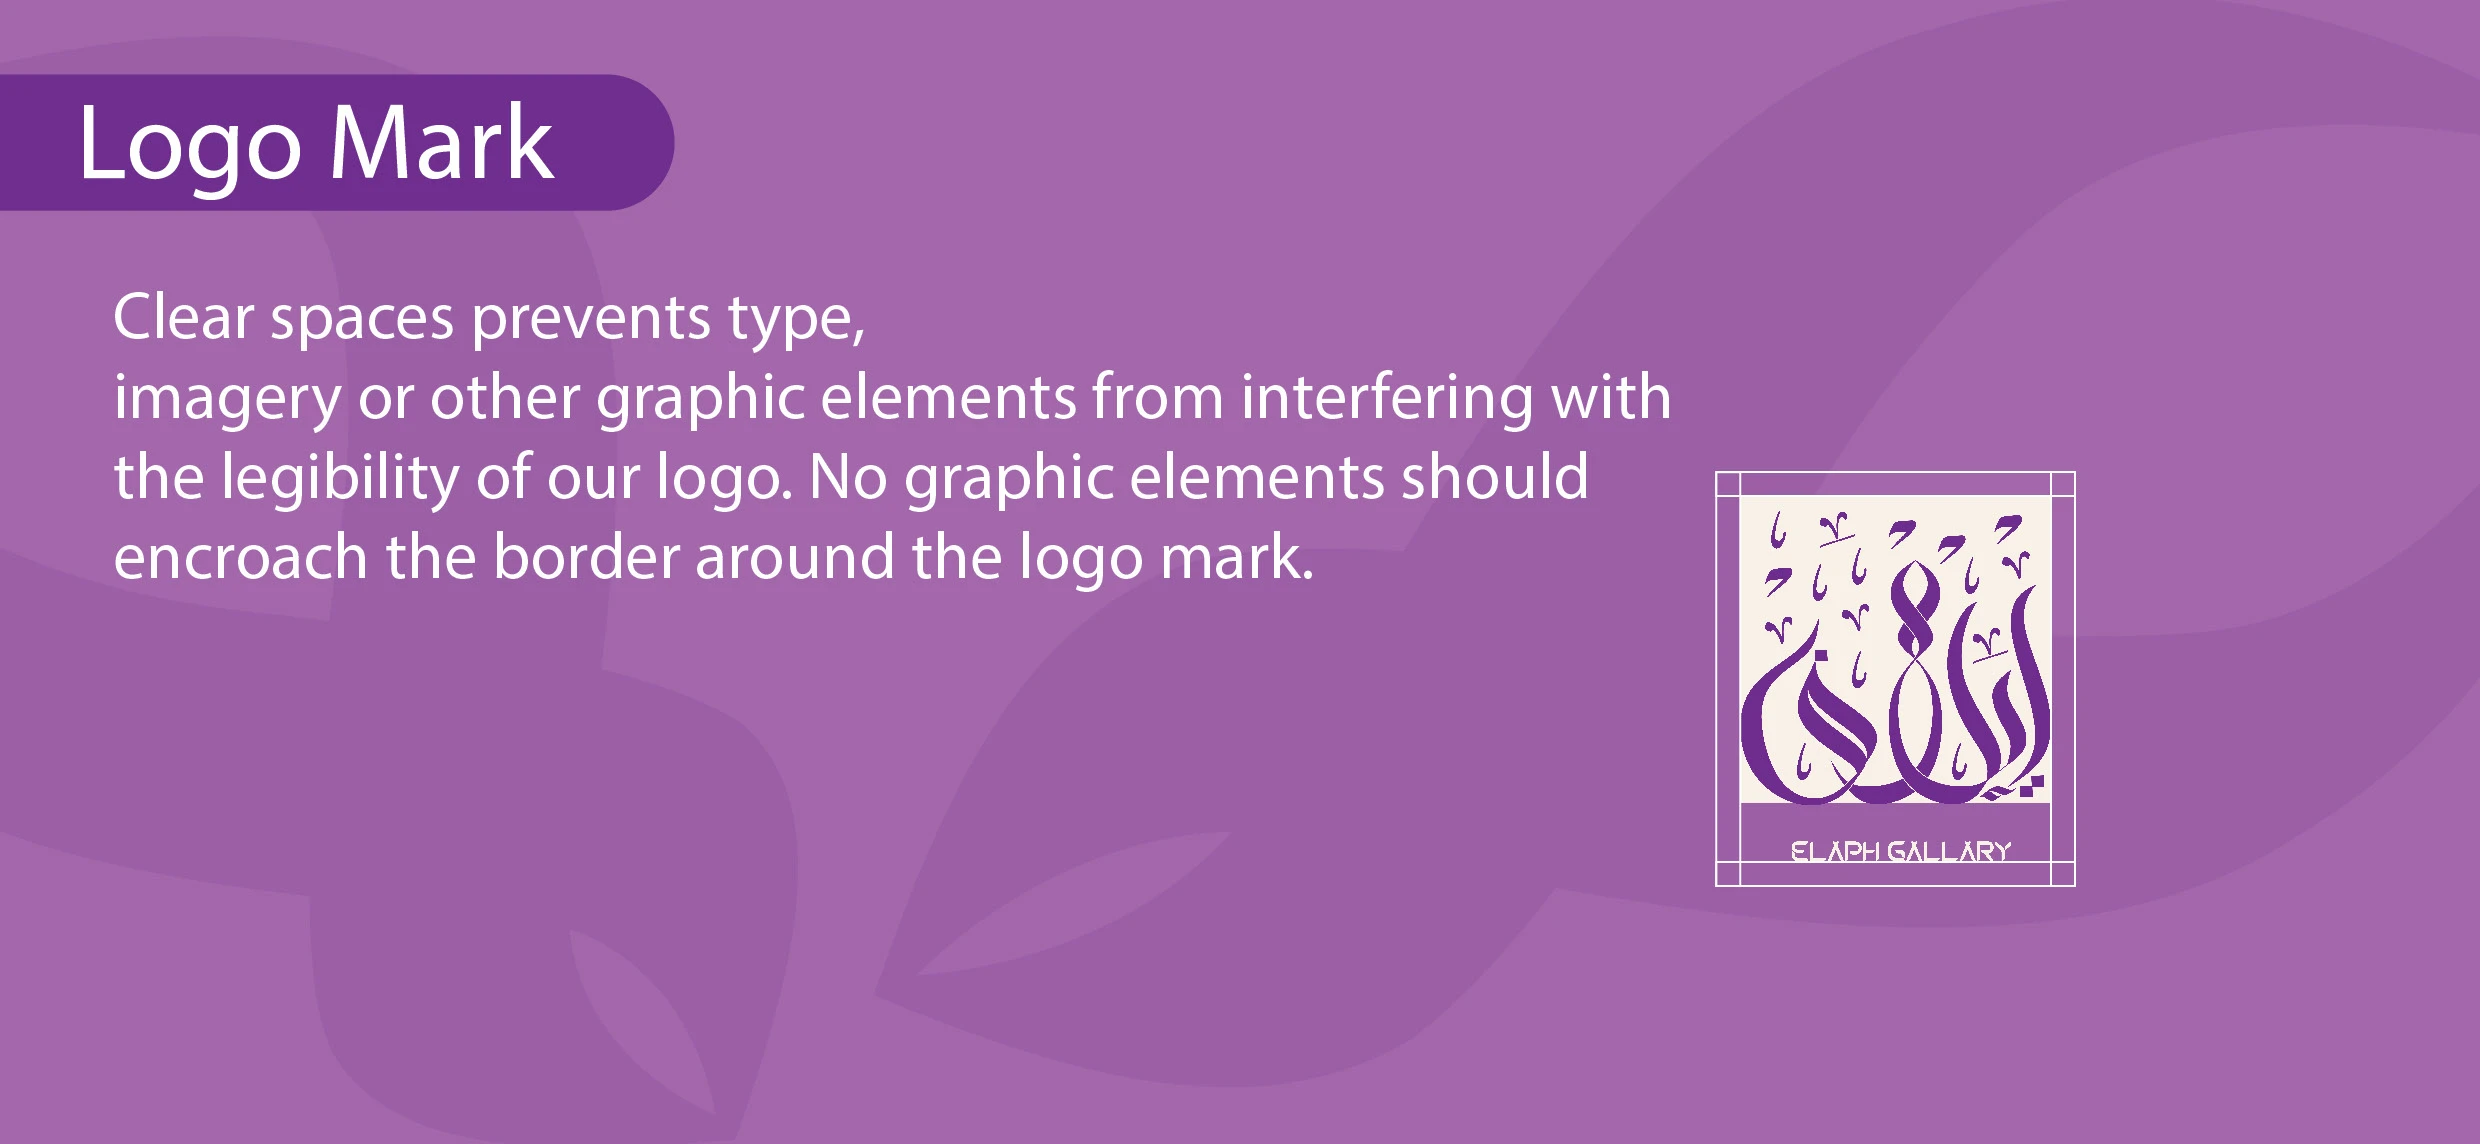 Logo Mark
Clear spaces prevents type,
imagery or other graphic elements from interfering with
the legibility of our logo. No graphic elements should
encroach the border around the logo mark.
ELAPH GALLARY